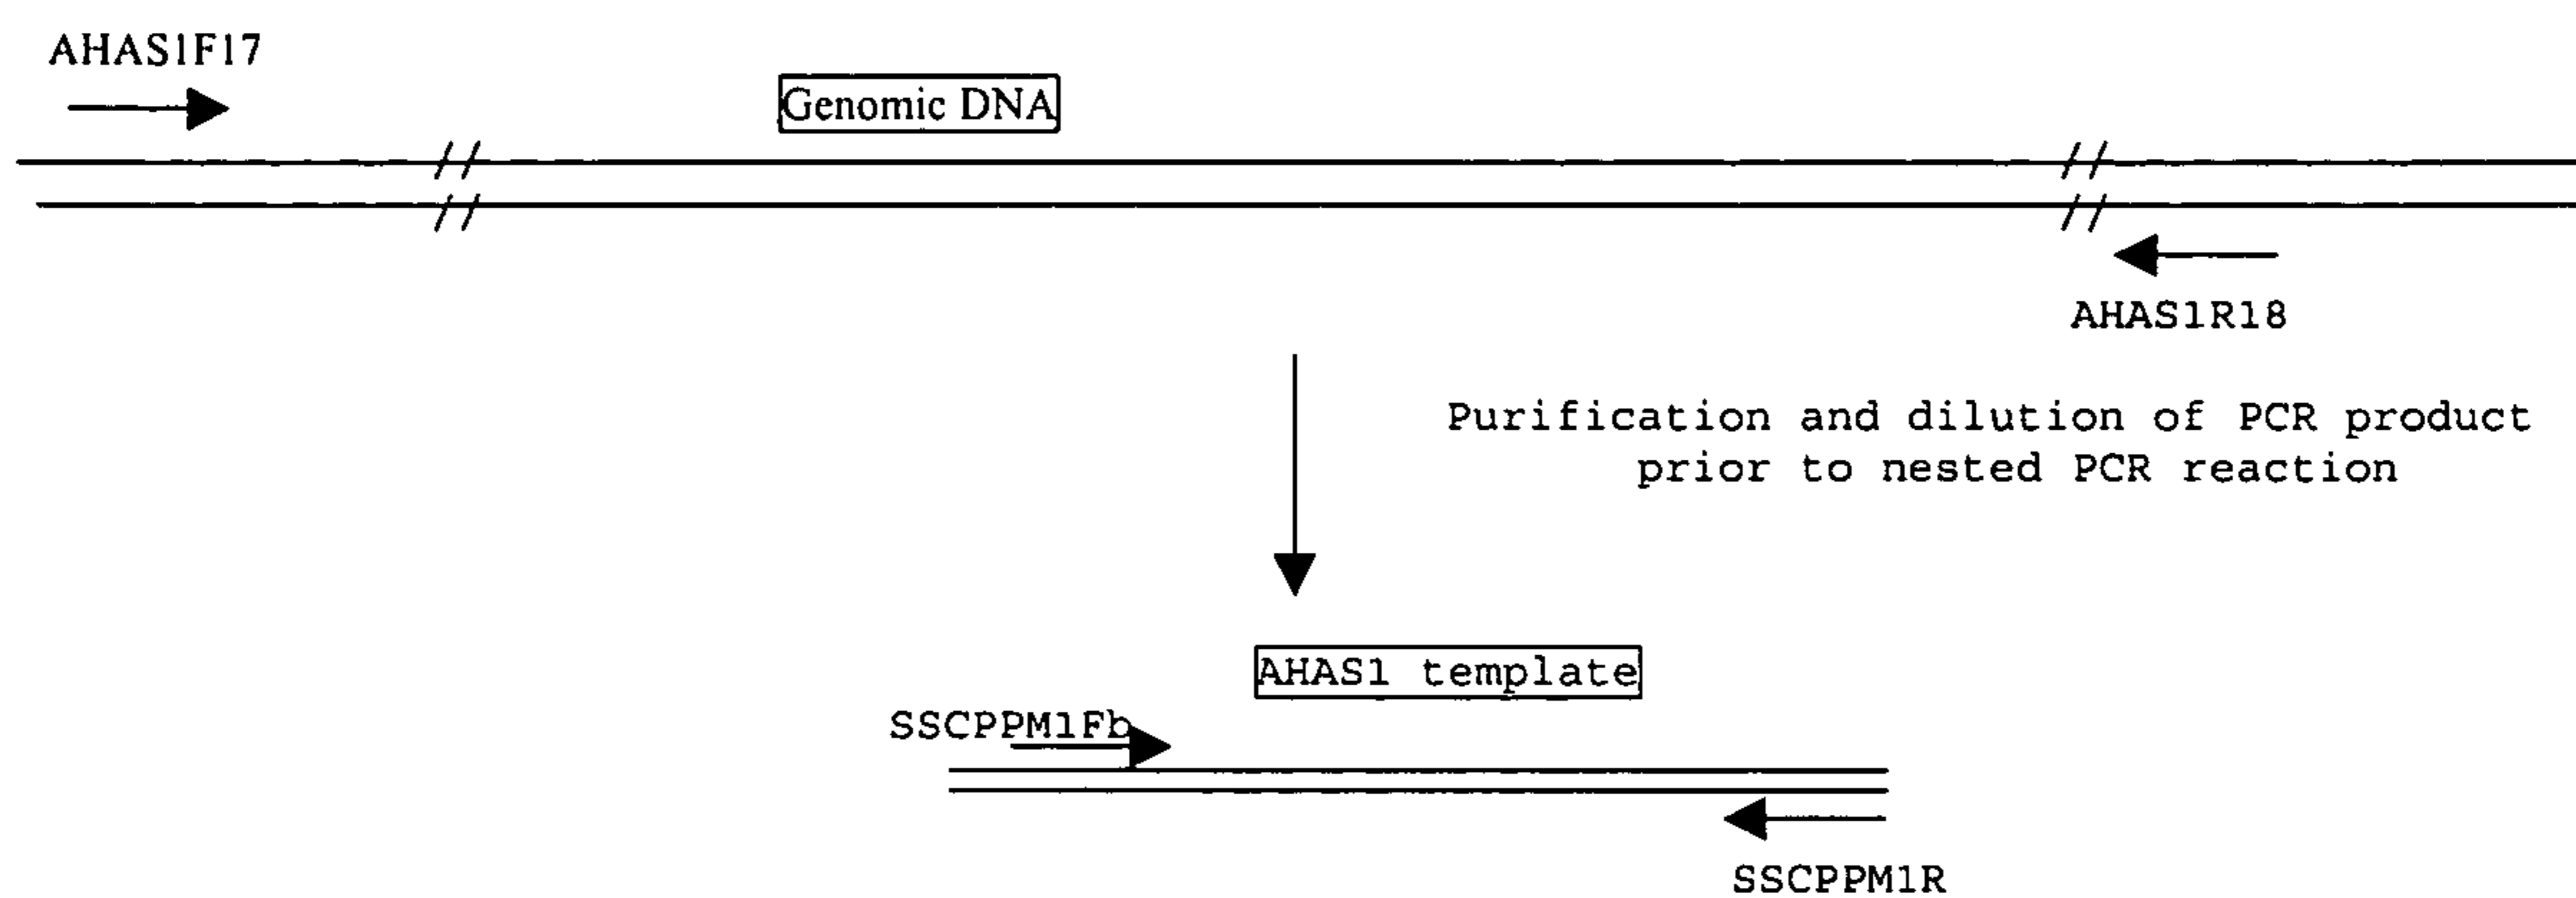 AHAS1F17
Genomic DNA
AHAS1R18
Purification and dilution of PCR product
prior to nested PCR reaction
AHAS1 template
SSCPPM1Fb
SSCPPM1R